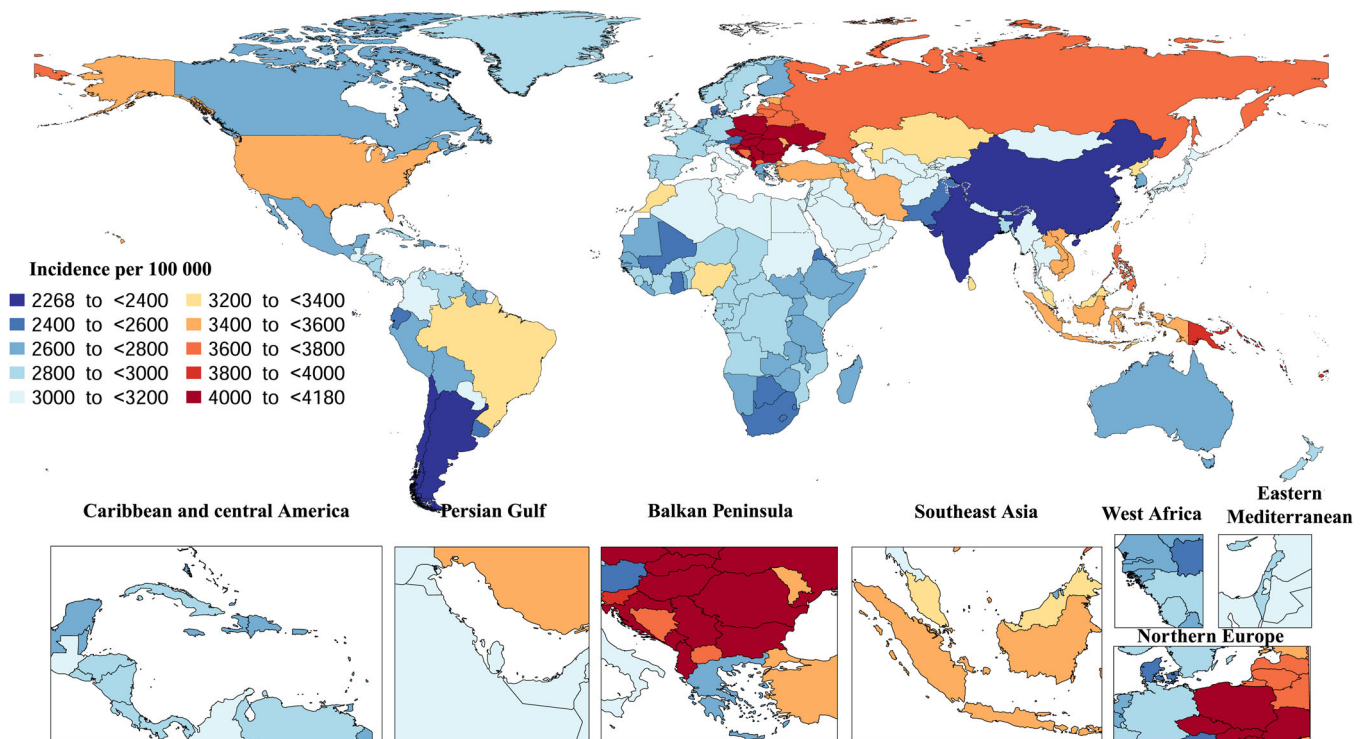 Incidence per 100 000
2268 to <2400
3200 to <3400
2400 to <2600
3400 to <3600
2600 to <2800
3600 to <3800
2800 to <3000
3800 to <4000
3000 to <3200
4000 to <4180
Caribbean and central America
Persian Gulf
Balkan Peninsula
Southeast Asia
West Africa
Eastern
Mediterranean
Northern Europe